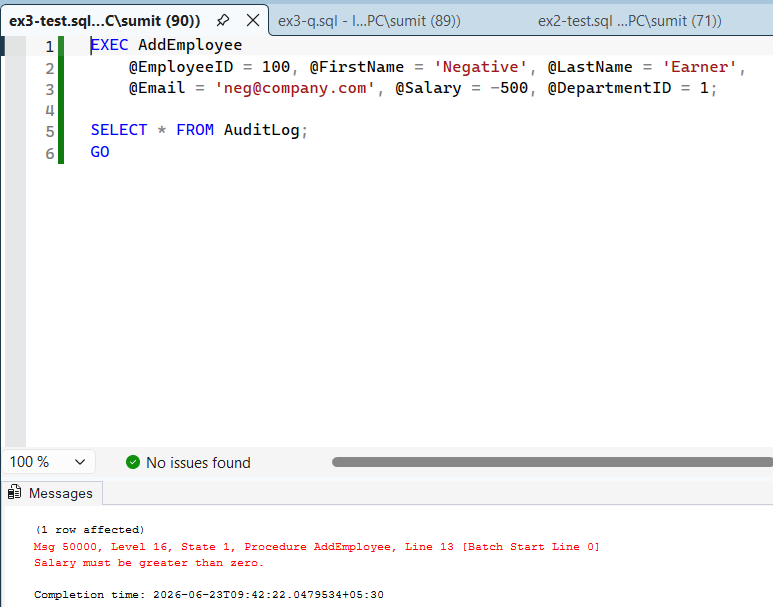 ex3-test.sql...C\sumit (90))
ex3-q.sql - l...PC\sumit (89))
ex2-test.sql ...PC\sumit (71))
1 EXEC AddEmployee
2 @EmployeeID = 100, @FirstName = 'Negative', @LastName = 'Earner',
3 @Email = 'neg@company.com', @Salary = -500, @DepartmentID = 1;
4
5 SELECT * FROM AuditLog;
6 GO
100 %
No issues found
Messages
(1 row affected)
Msg 50000, Level 16, State 1, Procedure AddEmployee, Line 13 [Batch Start Line 0]
Salary must be greater than zero.
Completion time: 2026-06-23T09:42:22.0479534+05:30